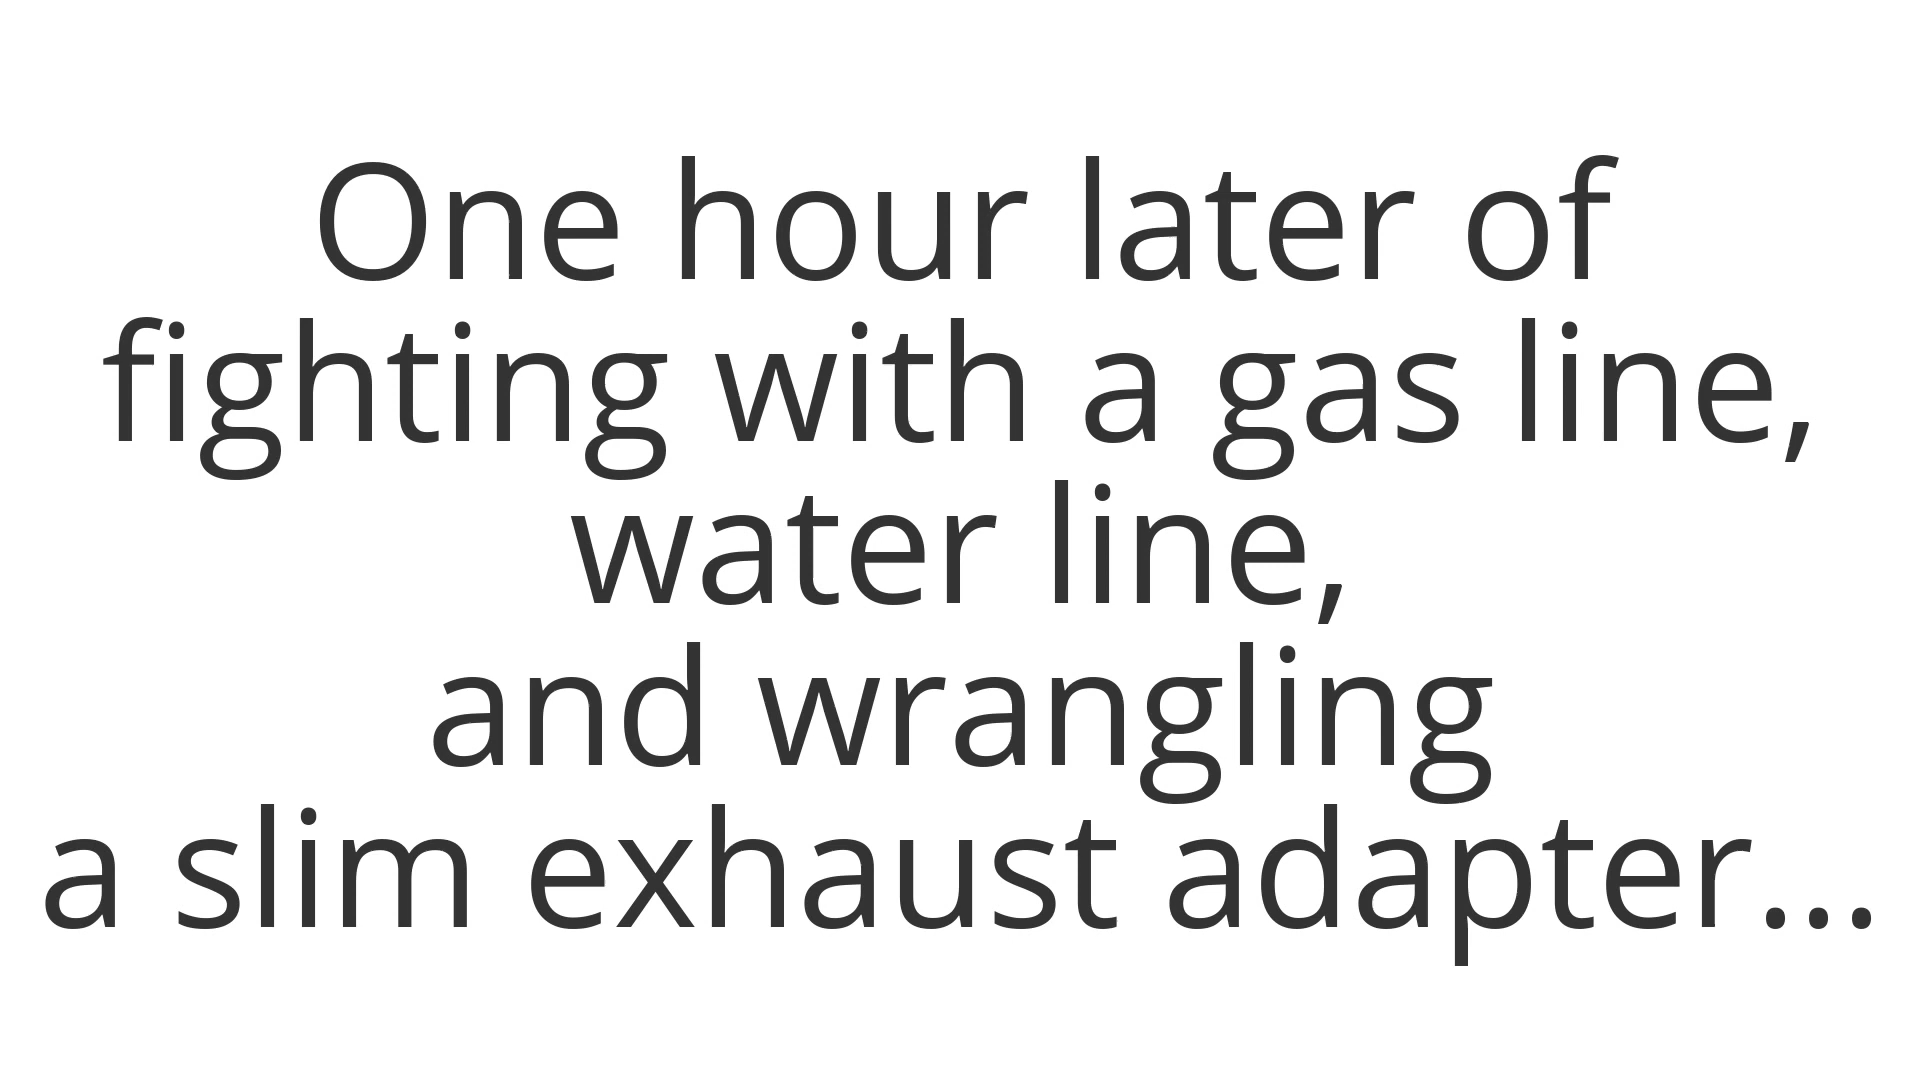 One hour later of
fighting with a gas line,
water line,
and wrangling
a slim exhaust adapter...